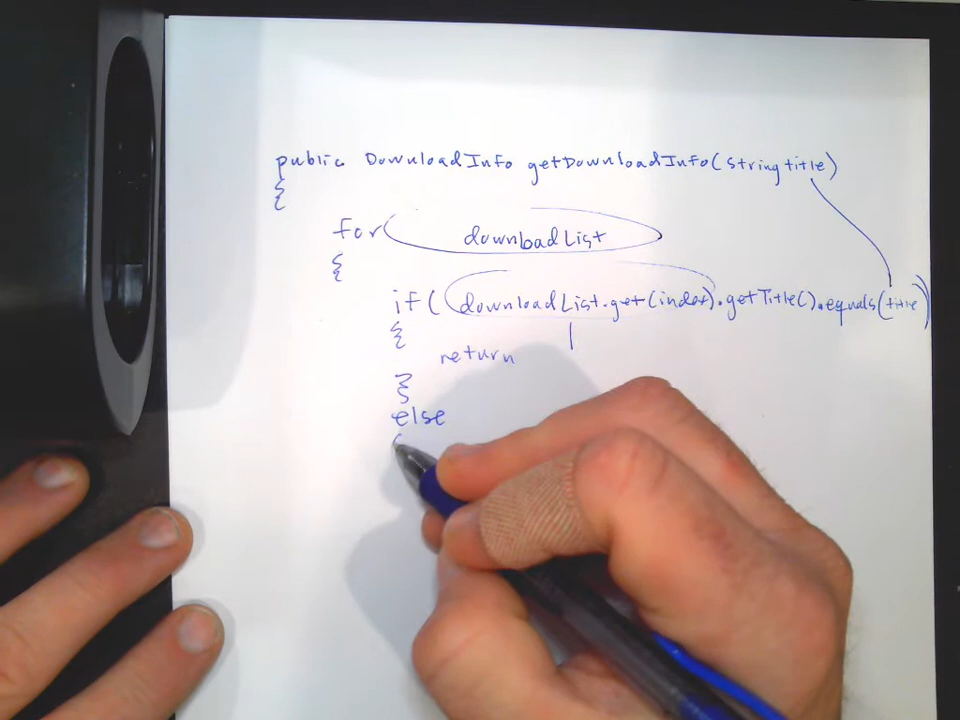 public DownloadInfo getDownloadInfo(String title)
{
for( downloadList )
{
if( (downloadList.get(index).getTitle().equals(title))
{
return
}
else
{